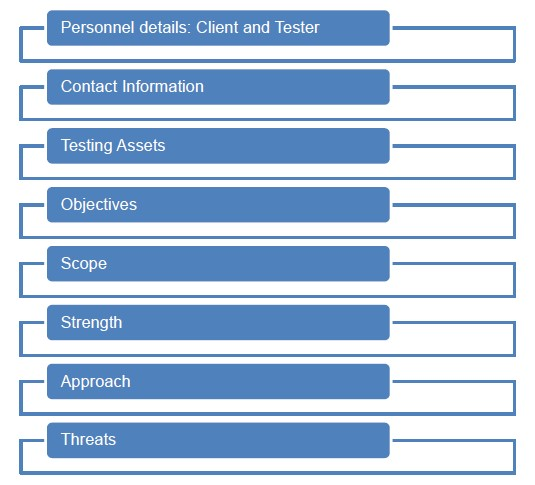 Personnel details: Client and Tester
Contact Information
Testing Assets
Objectives
Scope
Strength
Approach
Threats